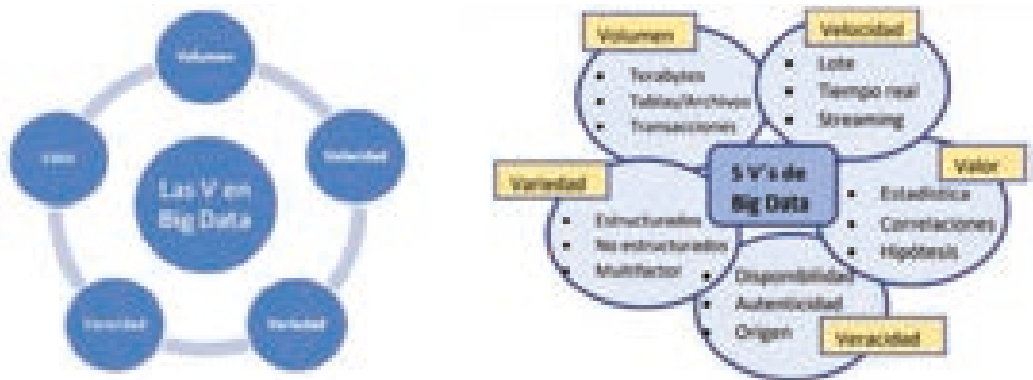 Volumen
Velocidad
Variedad
Veracidad
Valor
Las V en
Big Data
Volumen
• Terabytes
• Tablas/Archivos
• Transacciones
Velocidad
• Lote
• Tiempo real
• Streaming
Variedad
• Estructurados
• No estructurados
• Multifactor
5 V's de
Big Data
Valor
• Estadística
• Correlaciones
• Hipótesis
• Disponibilidad
• Autenticidad
• Origen
Veracidad